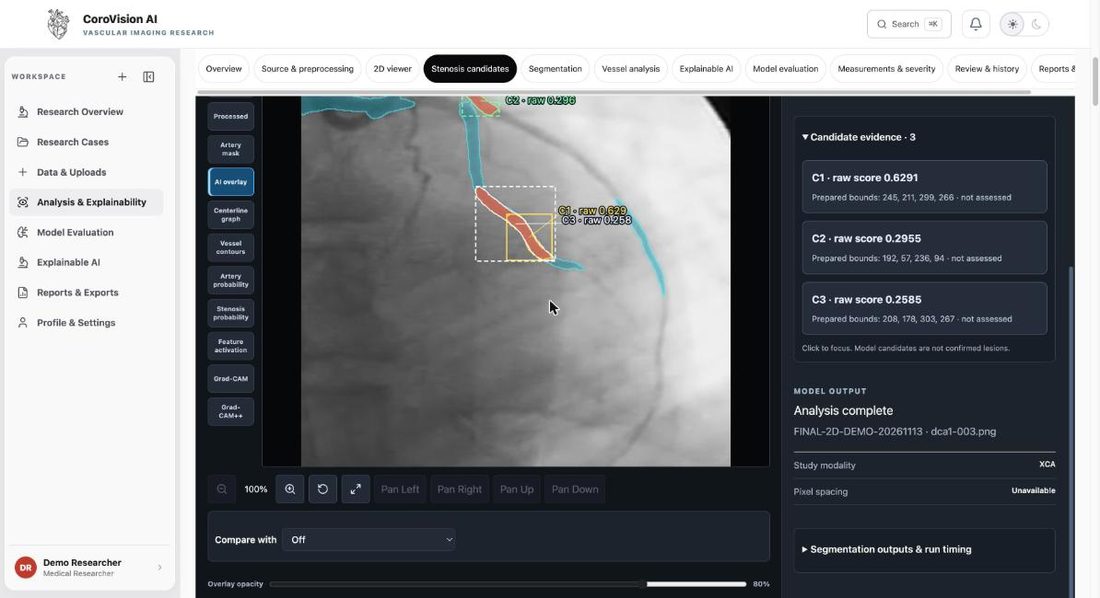 CoroVision AI
VASCULAR IMAGING RESEARCH
Search ⌘K
WORKSPACE
Research Overview
Research Cases
Data & Uploads
Analysis & Explainability
Model Evaluation
Explainable AI
Reports & Exports
Profile & Settings
DR
Demo Researcher
Medical Researcher
Overview
Source & preprocessing
2D viewer
Stenosis candidates
Segmentation
Vessel analysis
Explainable AI
Model evaluation
Measurements & severity
Review & history
Reports &
Processed
Artery
mask
AI overlay
Centerline
graph
Vessel
contours
Artery
probability
Stenosis
probability
Feature
activation
Grad-CAM
Grad-
CAM++
C2 · raw 0.296
C1 · raw 0.629
C3 · raw 0.258
100%
Pan Left
Pan Right
Pan Up
Pan Down
Compare with
Off
Overlay opacity
80%
Candidate evidence · 3
C1 · raw score 0.6291
Prepared bounds: 245, 211, 299, 266 · not assessed
C2 · raw score 0.2955
Prepared bounds: 192, 57, 236, 94 · not assessed
C3 · raw score 0.2585
Prepared bounds: 208, 178, 303, 267 · not assessed
Click to focus. Model candidates are not confirmed lesions.
MODEL OUTPUT
Analysis complete
FINAL-2D-DEMO-20261113 · dca1-003.png
Study modality
XCA
Pixel spacing
Unavailable
Segmentation outputs & run timing